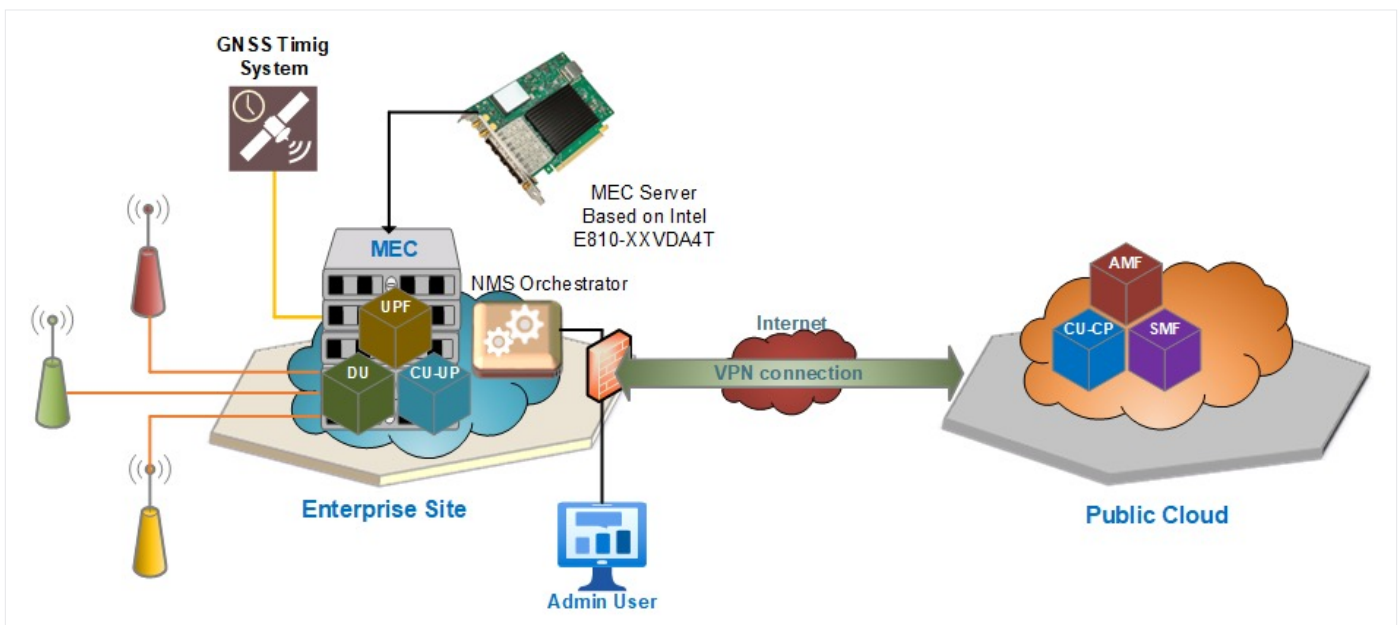 GNSS Timig
System
MEC Server
Based on Intel
E810-XXVDA4T
MEC
NMS Orchestrator
UPF
DU
CU-UP
Internet
VPN connection
AMF
CU-CP
SMF
Enterprise Site
Public Cloud
Admin User